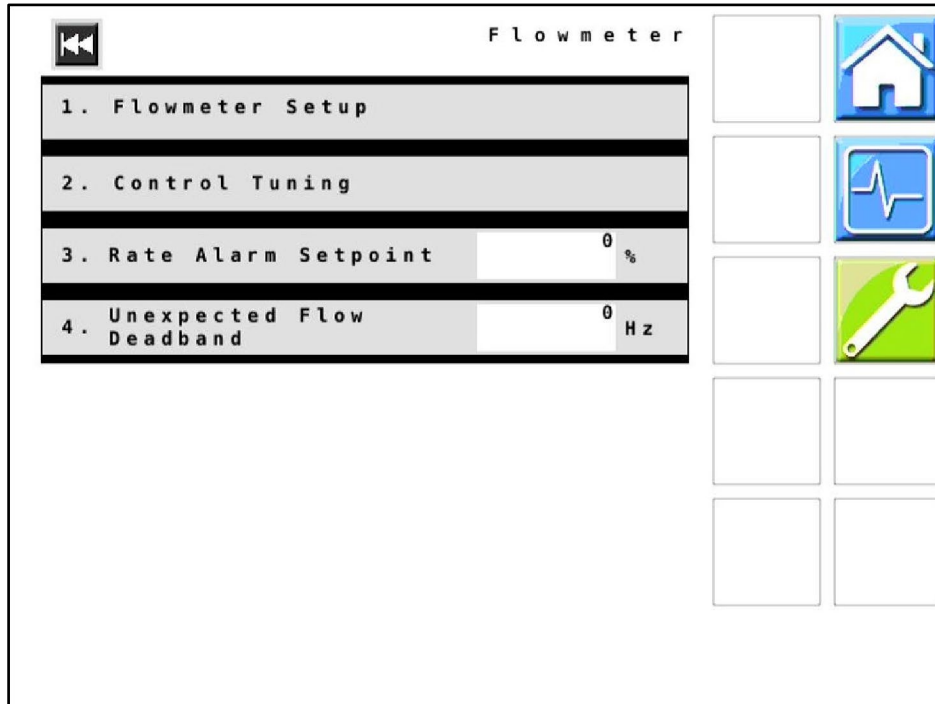 Flowmeter
1. Flowmeter Setup
2. Control Tuning
3. Rate Alarm Setpoint 0 %
4. Unexpected Flow Deadband 0 Hz